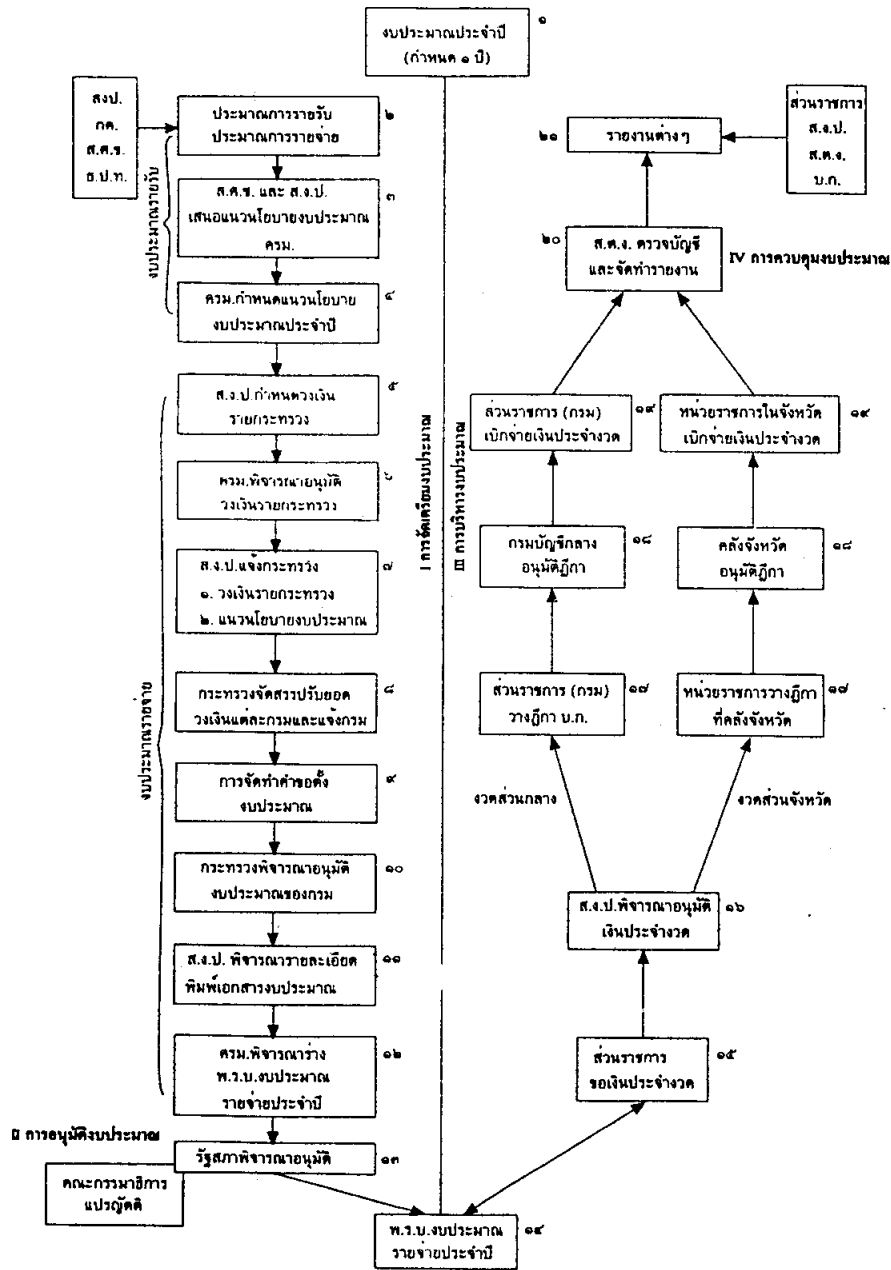 ๑
งบประมาณประจำปี
(กำหนด ๑ ปี)
สงป.
กค.
ส.ศ.ช.
ธ.ป.ท.
ประมาณการรายรับ
ประมาณการรายจ่าย
๒
งบประมาณรายรับ
ส.ศ.ช. และ ส.ง.ป.
เสนอแนวนโยบายงบประมาณ
ครม.
๓
ครม.กำหนดแนวนโยบาย
งบประมาณประจำปี
๔
ส.ง.ป.กำหนดวงเงิน
รายกระทรวง
๕
ครม.พิจารณาอนุมัติ
วงเงินรายกระทรวง
๖
ส.ง.ป.แจ้งกระทรวง
๑. วงเงินรายกระทรวง
๒. แนวนโยบายงบประมาณ
๗
งบประมาณรายจ่าย
กระทรวงจัดสรรปรับยอด
วงเงินแต่ละกรมและแจ้งกรม
๘
การจัดทำคำขอตั้ง
งบประมาณ
๙
กระทรวงพิจารณาอนุมัติ
งบประมาณของกรม
๑๐
ส.ง.ป. พิจารณารายละเอียด
พิมพ์เอกสารงบประมาณ
๑๑
ครม.พิจารณาร่าง
พ.ร.บ.งบประมาณ
รายจ่ายประจำปี
๑๒
II การอนุมัติงบประมาณ
รัฐสภาพิจารณาอนุมัติ
๑๓
คณะกรรมาธิการ
แปรญัตติ
I การจัดเตรียมงบประมาณ
III การบริหารงบประมาณ
พ.ร.บ.งบประมาณ
รายจ่ายประจำปี
๑๔
ส่วนราชการ
ขอเงินประจำงวด
๑๕
ส.ง.ป.พิจารณาอนุมัติ
เงินประจำงวด
๑๖
งวดส่วนกลาง
งวดส่วนจังหวัด
ส่วนราชการ (กรม)
วางฎีกา บ.ก.
๑๗
หน่วยราชการวางฎีกา
ที่คลังจังหวัด
๑๗
กรมบัญชีกลาง
อนุมัติฎีกา
๑๘
คลังจังหวัด
อนุมัติฎีกา
๑๘
ส่วนราชการ (กรม)
เบิกจ่ายเงินประจำงวด
๑๙
หน่วยราชการในจังหวัด
เบิกจ่ายเงินประจำงวด
๑๙
๒๐
ส.ต.ง. ตรวจบัญชี
และจัดทำรายงาน
IV การควบคุมงบประมาณ
๒๑
รายงานต่างๆ
ส่วนราชการ
ส.ง.ป.
ส.ต.ง.
บ.ก.